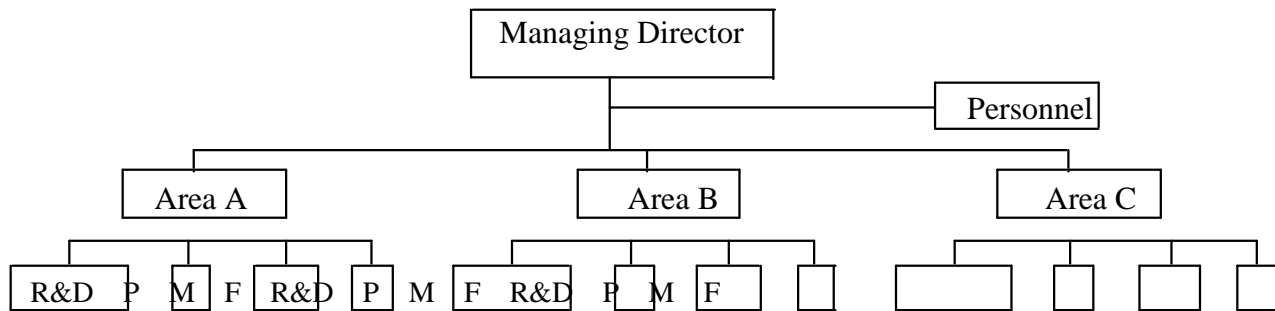 Managing Director
Personnel
Area A Area B Area C
R&D P M F R&D P M F R&D P M F